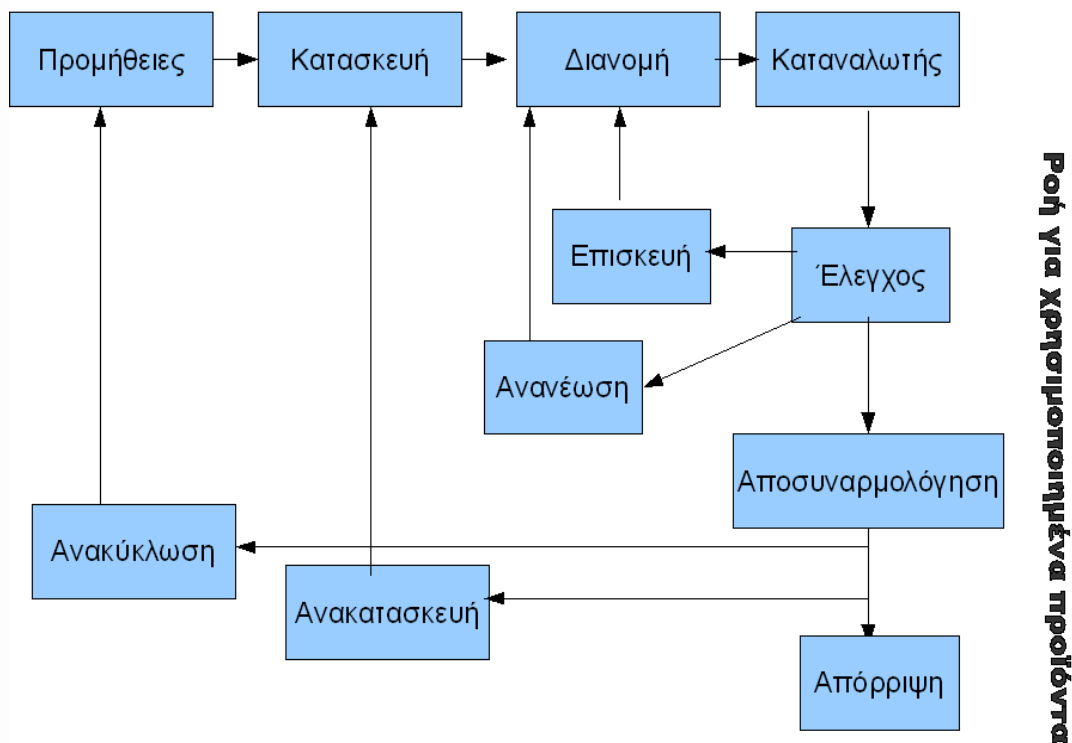 Προμήθειες
Κατασκευή
Διανομή
Καταναλωτής
Επισκευή
Έλεγχος
Ανανέωση
Αποσυναρμολόγηση
Ανακύκλωση
Ανακατασκευή
Απόρριψη
Ροή για χρησιμοποιημένα προϊόντα